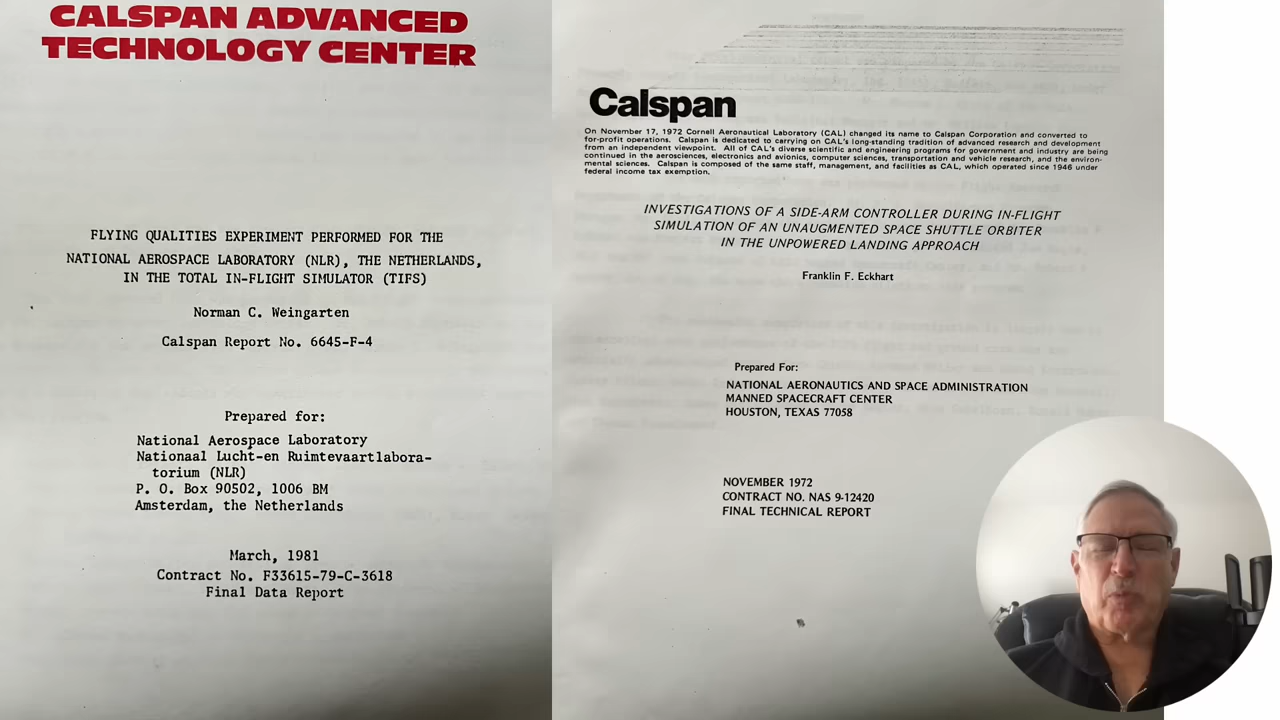 CALSPAN ADVANCED
TECHNOLOGY CENTER
FLYING QUALITIES EXPERIMENT PERFORMED FOR THE
NATIONAL AEROSPACE LABORATORY (NLR), THE NETHERLANDS,
IN THE TOTAL IN-FLIGHT SIMULATOR (TIFS)
Norman C. Weingarten
Calspan Report No. 6645-F-4
Prepared for:
National Aerospace Laboratory
Nationaal Lucht-en Ruimtevaartlabora-
torium (NLR)
P. O. Box 90502, 1006 BM
Amsterdam, the Netherlands
March, 1981
Contract No. F33615-79-C-3618
Final Data Report
Calspan
On November 17, 1972 Cornell Aeronautical Laboratory (CAL) changed its name to Calspan Corporation and converted to
for-profit operations. Calspan is dedicated to carrying on CAL's long-standing tradition of advanced research and development
from an independent viewpoint. All of CAL's diverse scientific and engineering programs for government and industry are being
continued in the aerosciences, electronics and avionics, computer sciences, transportation and vehicle research, and the environ-
mental sciences. Calspan is composed of the same staff, management, and facilities as CAL, which operated since 1946 under
federal income tax exemption.
INVESTIGATIONS OF A SIDE-ARM CONTROLLER DURING IN-FLIGHT
SIMULATION OF AN UNAUGMENTED SPACE SHUTTLE ORBITER
IN THE UNPOWERED LANDING APPROACH
Franklin F. Eckhart
Prepared For:
NATIONAL AERONAUTICS AND SPACE ADMINISTRATION
MANNED SPACECRAFT CENTER
HOUSTON, TEXAS 77058
NOVEMBER 1972
CONTRACT NO. NAS 9-12420
FINAL TECHNICAL REPORT